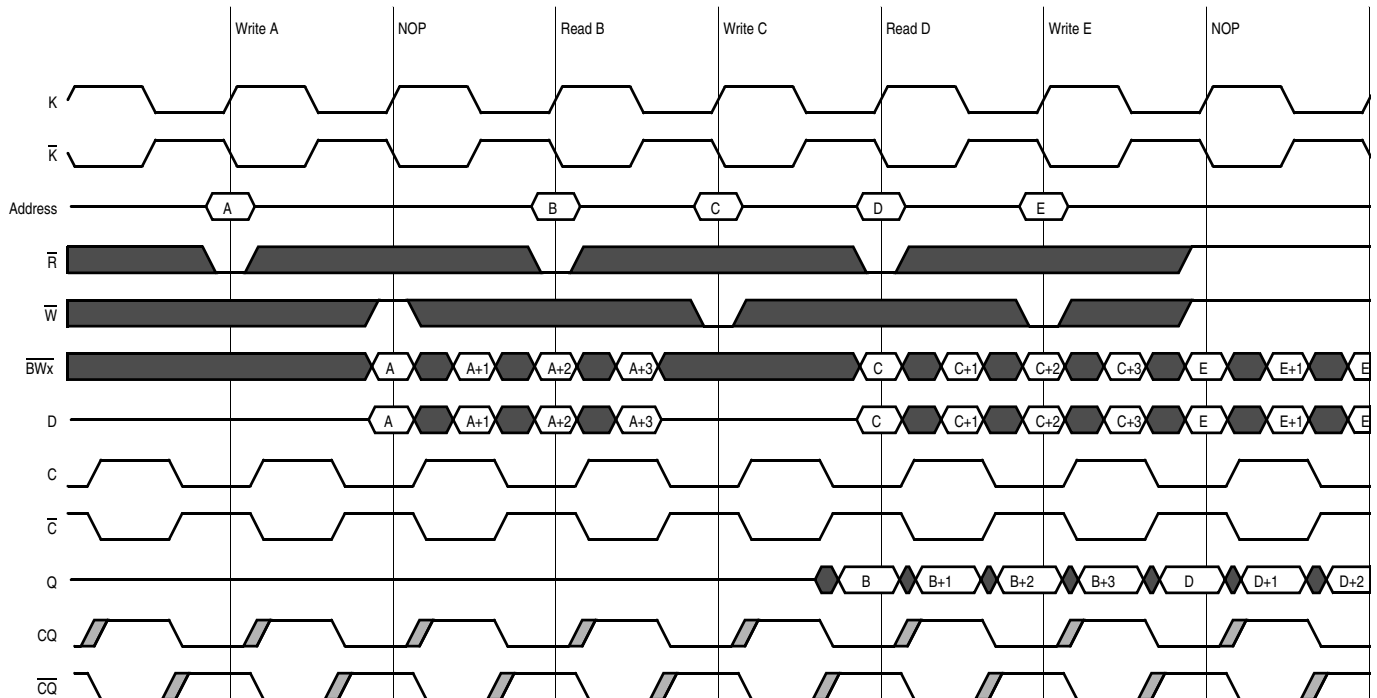 Write A NOP Read B Write C Read D Write E NOP
K
K
Address A B C D E
R
W
BWx A A+1 A+2 A+3 C C+1 C+2 C+3 E E+1 E
D A A+1 A+2 A+3 C C+1 C+2 C+3 E E+1 E
C
C
Q B B+1 B+2 B+3 D D+1 D+2
CQ
CQ